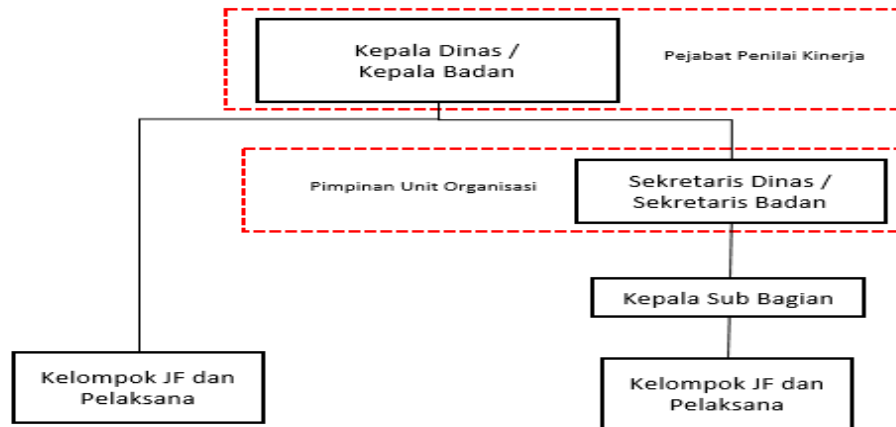 Kepala Dinas /
Kepala Badan
Pejabat Penilai Kinerja
Pimpinan Unit Organisasi
Sekretaris Dinas /
Sekretaris Badan
Kepala Sub Bagian
Kelompok JF dan
Pelaksana
Kelompok JF dan
Pelaksana